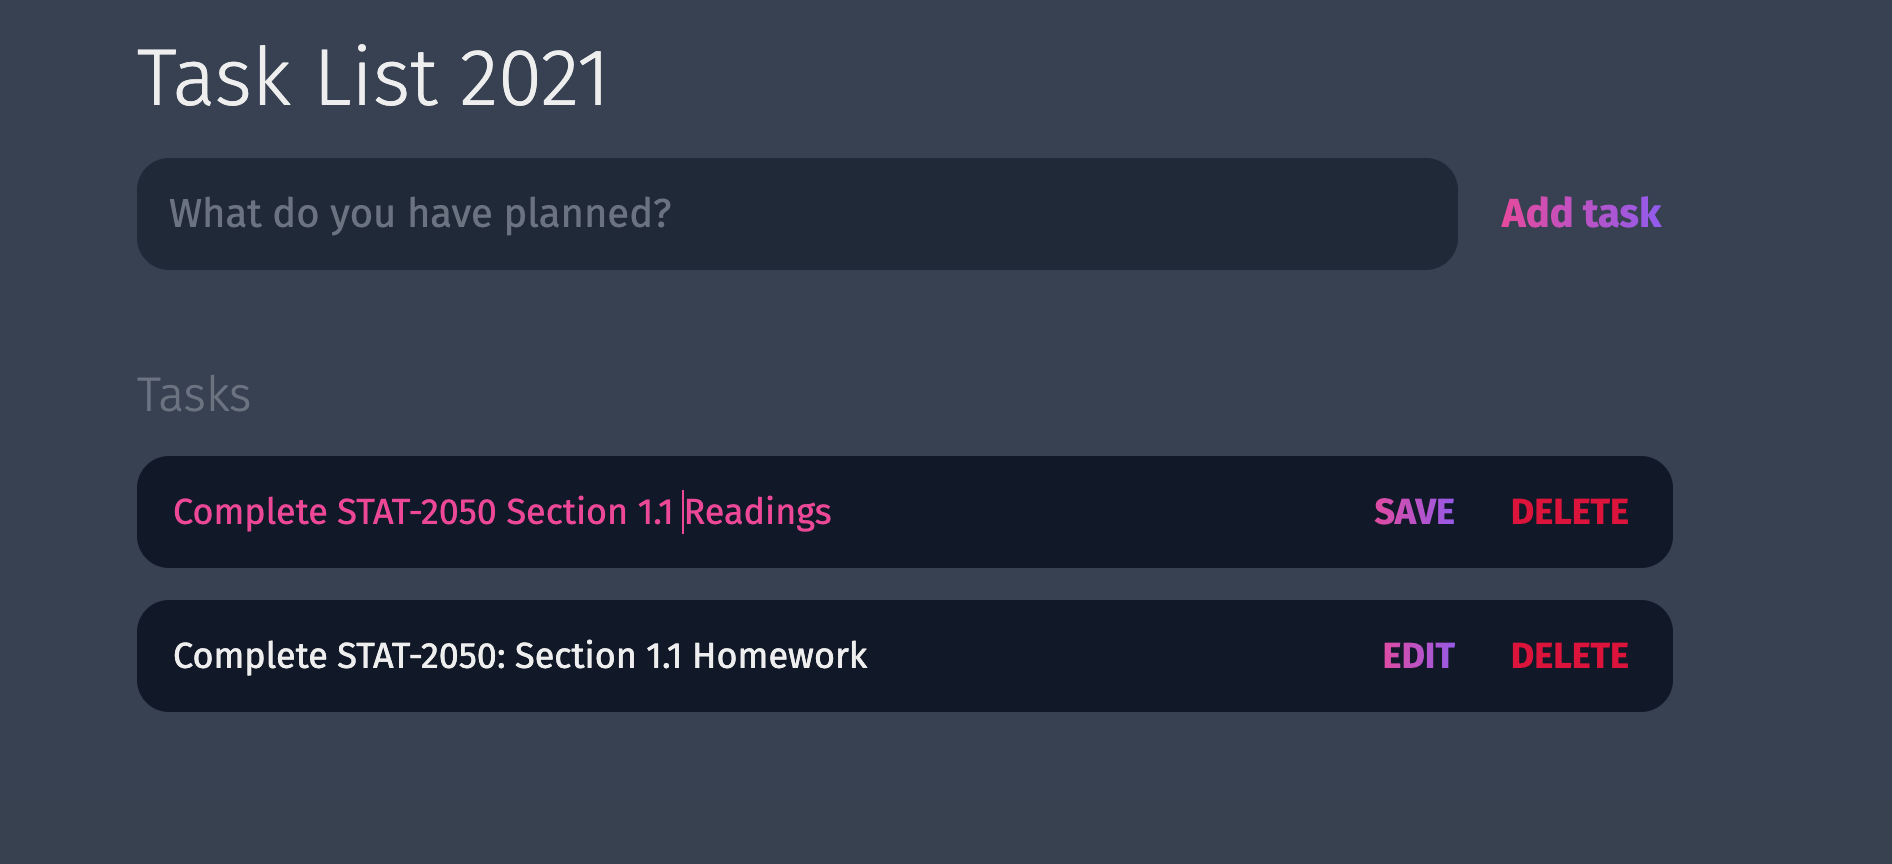 Task List 2021
What do you have planned? Add task
Tasks
Complete STAT-2050 Section 1.1 Readings SAVE DELETE
Complete STAT-2050: Section 1.1 Homework EDIT DELETE